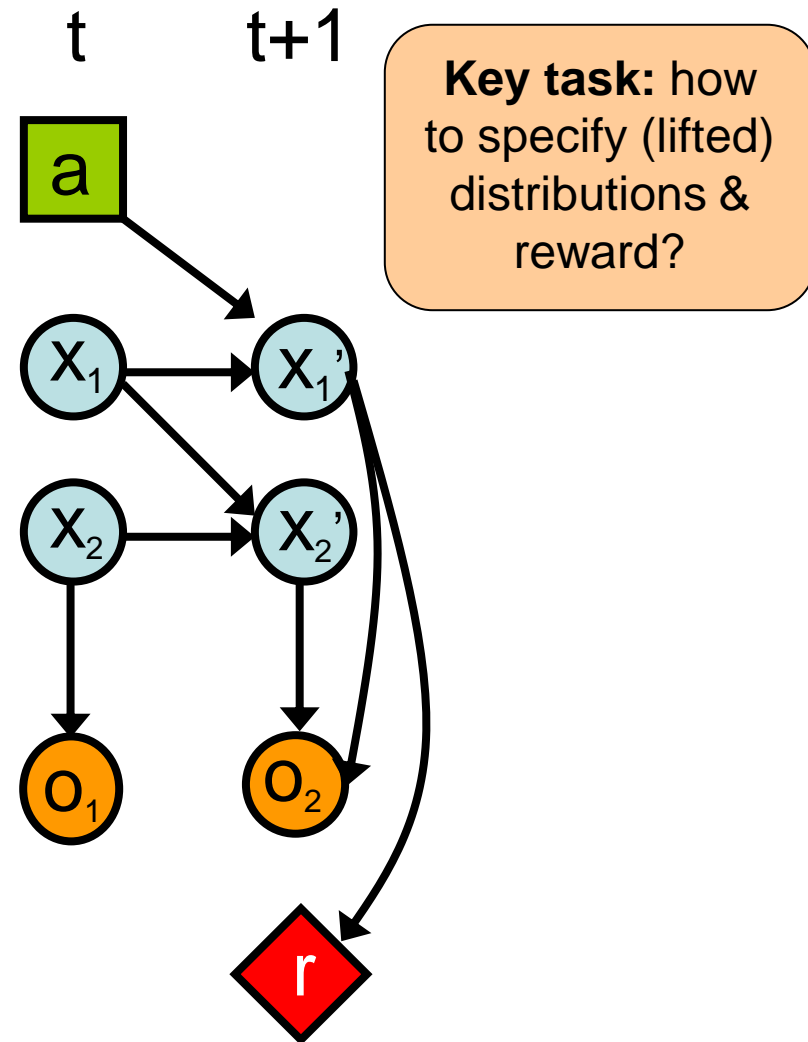 t t+1
Key task: how
to specify (lifted)
distributions &
reward?
a
x₁ x₁’
x₂ x₂’
o₁ o₂
r